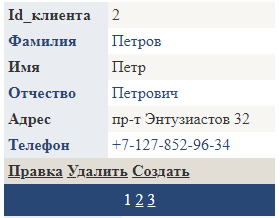 Id_клиента 2
Фамилия Петров
Имя Петр
Отчество Петрович
Адрес пр-т Энтузиастов 32
Телефон +7-127-852-96-34
Правка Удалить Создать
1 2 3